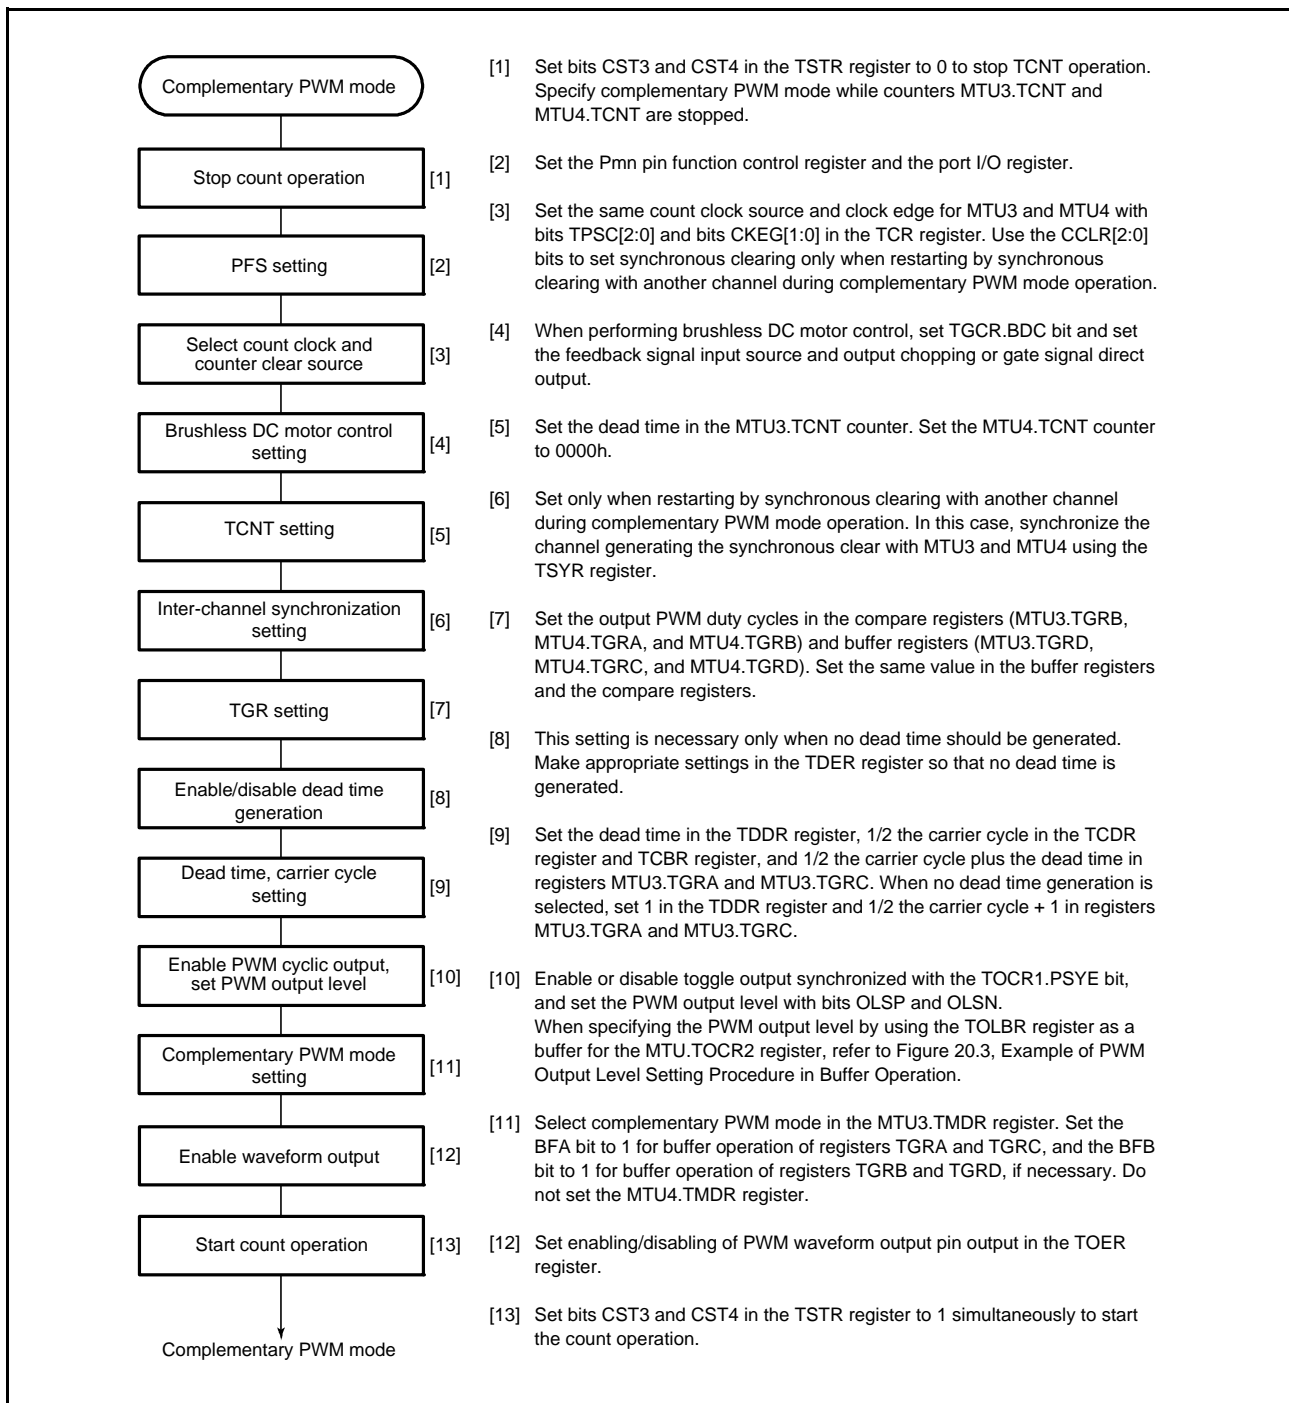 Complementary PWM mode
Stop count operation
[1]
PFS setting
[2]
Select count clock and
counter clear source
[3]
Brushless DC motor control
setting
[4]
TCNT setting
[5]
Inter-channel synchronization
setting
[6]
TGR setting
[7]
Enable/disable dead time
generation
[8]
Dead time, carrier cycle
setting
[9]
Enable PWM cyclic output,
set PWM output level
[10]
Complementary PWM mode
setting
[11]
Enable waveform output
[12]
Start count operation
[13]
Complementary PWM mode
[1] Set bits CST3 and CST4 in the TSTR register to 0 to stop TCNT operation.
Specify complementary PWM mode while counters MTU3.TCNT and
MTU4.TCNT are stopped.
[2] Set the Pmn pin function control register and the port I/O register.
[3] Set the same count clock source and clock edge for MTU3 and MTU4 with
bits TPSC[2:0] and bits CKEG[1:0] in the TCR register. Use the CCLR[2:0]
bits to set synchronous clearing only when restarting by synchronous
clearing with another channel during complementary PWM mode operation.
[4] When performing brushless DC motor control, set TGCR.BDC bit and set
the feedback signal input source and output chopping or gate signal direct
output.
[5] Set the dead time in the MTU3.TCNT counter. Set the MTU4.TCNT counter
to 0000h.
[6] Set only when restarting by synchronous clearing with another channel
during complementary PWM mode operation. In this case, synchronize the
channel generating the synchronous clear with MTU3 and MTU4 using the
TSYR register.
[7] Set the output PWM duty cycles in the compare registers (MTU3.TGRB,
MTU4.TGRA, and MTU4.TGRB) and buffer registers (MTU3.TGRD,
MTU4.TGRC, and MTU4.TGRD). Set the same value in the buffer registers
and the compare registers.
[8] This setting is necessary only when no dead time should be generated.
Make appropriate settings in the TDER register so that no dead time is
generated.
[9] Set the dead time in the TDDR register, 1/2 the carrier cycle in the TCDR
register and TCBR register, and 1/2 the carrier cycle plus the dead time in
registers MTU3.TGRA and MTU3.TGRC. When no dead time generation is
selected, set 1 in the TDDR register and 1/2 the carrier cycle + 1 in registers
MTU3.TGRA and MTU3.TGRC.
[10] Enable or disable toggle output synchronized with the TOCR1.PSYE bit,
and set the PWM output level with bits OLSP and OLSN.
When specifying the PWM output level by using the TOLBR register as a
buffer for the MTU.TOCR2 register, refer to Figure 20.3, Example of PWM
Output Level Setting Procedure in Buffer Operation.
[11] Select complementary PWM mode in the MTU3.TMDR register. Set the
BFA bit to 1 for buffer operation of registers TGRA and TGRC, and the BFB
bit to 1 for buffer operation of registers TGRB and TGRD, if necessary. Do
not set the MTU4.TMDR register.
[12] Set enabling/disabling of PWM waveform output pin output in the TOER
register.
[13] Set bits CST3 and CST4 in the TSTR register to 1 simultaneously to start
the count operation.